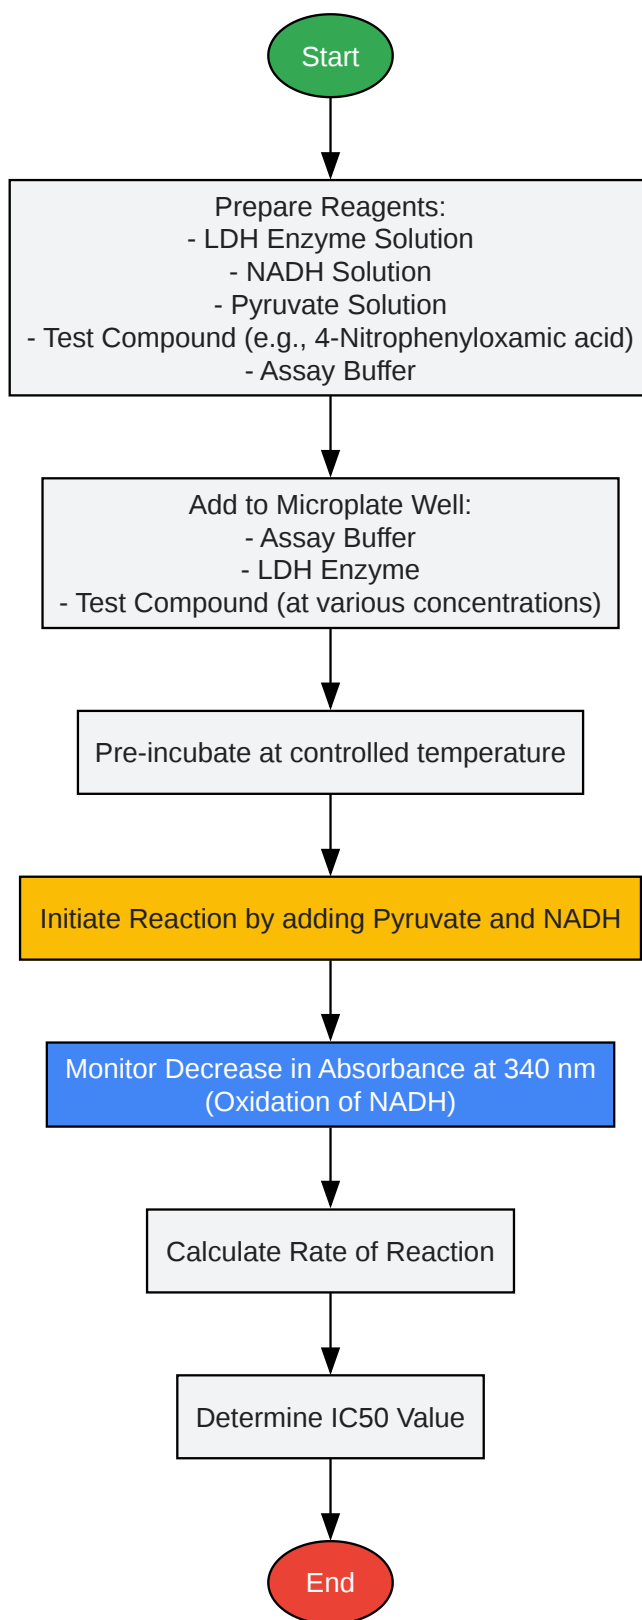 Start
Prepare Reagents:
- LDH Enzyme Solution
- NADH Solution
- Pyruvate Solution
- Test Compound (e.g., 4-Nitrophenyloxamic acid)
- Assay Buffer
Add to Microplate Well:
- Assay Buffer
- LDH Enzyme
- Test Compound (at various concentrations)
Pre-incubate at controlled temperature
Initiate Reaction by adding Pyruvate and NADH
Monitor Decrease in Absorbance at 340 nm
(Oxidation of NADH)
Calculate Rate of Reaction
Determine IC50 Value
End